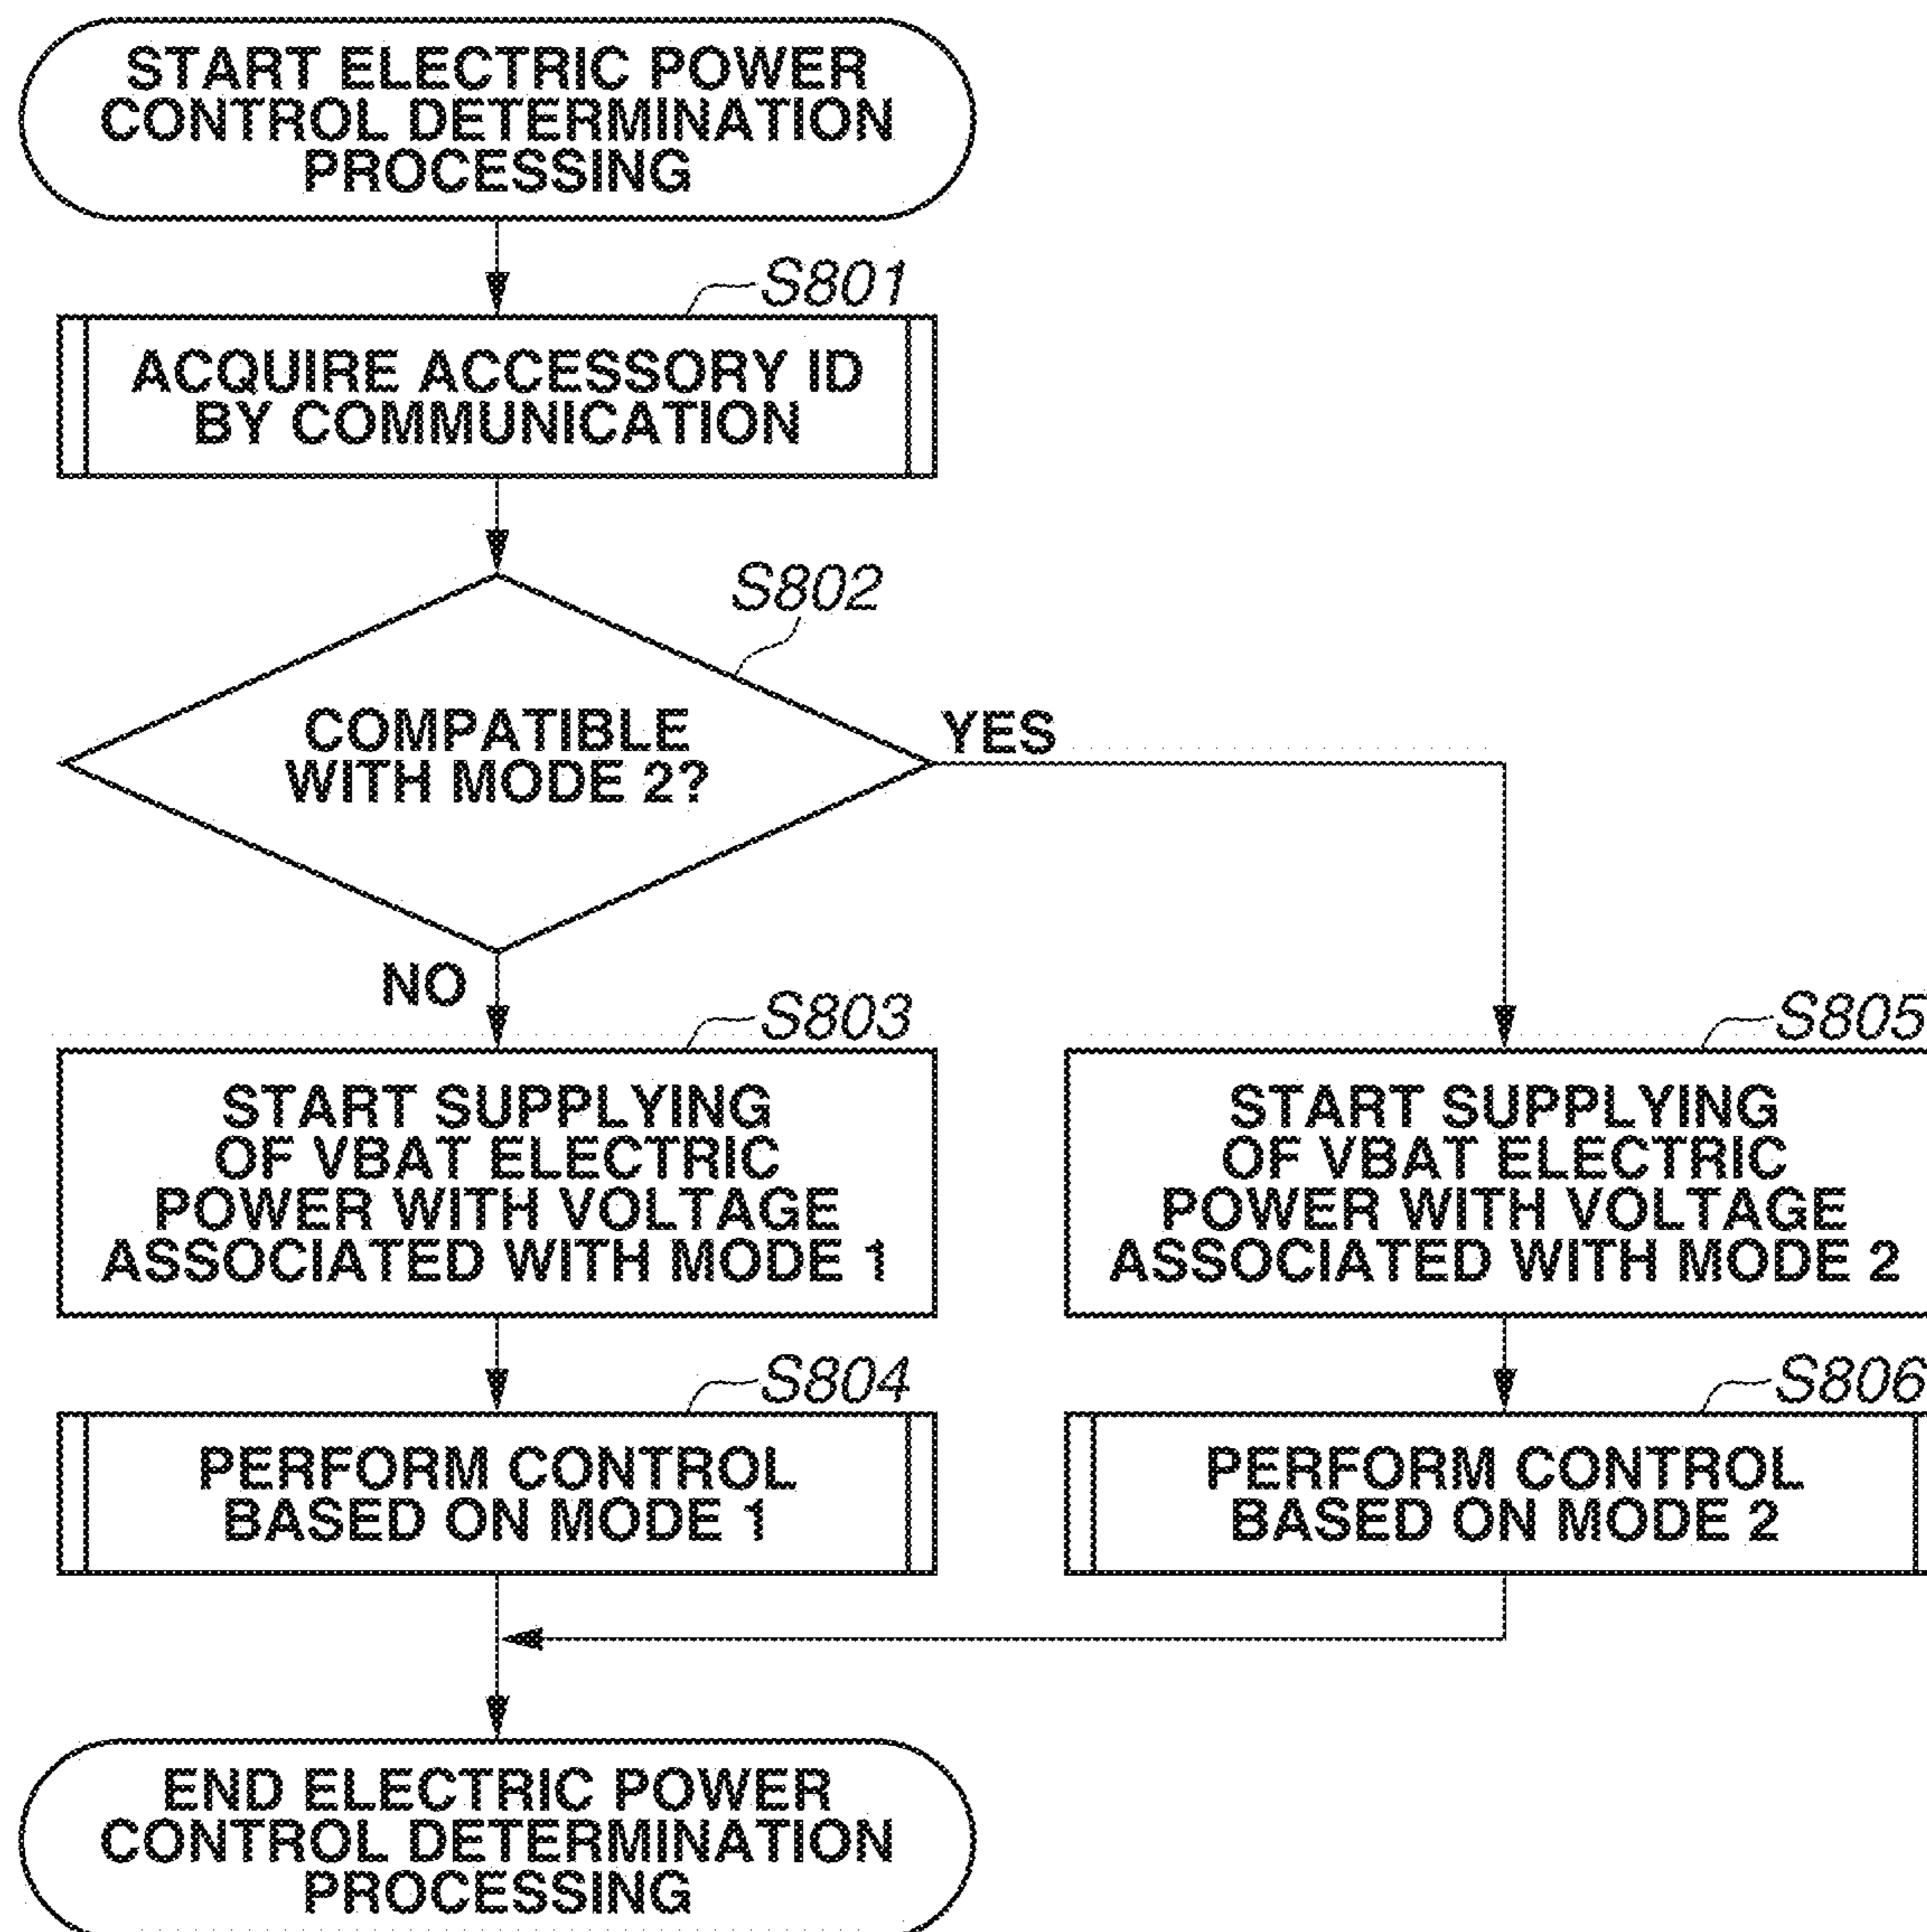 START ELECTRIC POWER
CONTROL DETERMINATION
PROCESSING
S801
ACQUIRE ACCESSORY ID
BY COMMUNICATION
S802
COMPATIBLE
WITH MODE 2?
YES
NO
S803
START SUPPLYING
OF VBAT ELECTRIC
POWER WITH VOLTAGE
ASSOCIATED WITH MODE 1
S805
START SUPPLYING
OF VBAT ELECTRIC
POWER WITH VOLTAGE
ASSOCIATED WITH MODE 2
S804
PERFORM CONTROL
BASED ON MODE 1
S806
PERFORM CONTROL
BASED ON MODE 2
END ELECTRIC POWER
CONTROL DETERMINATION
PROCESSING